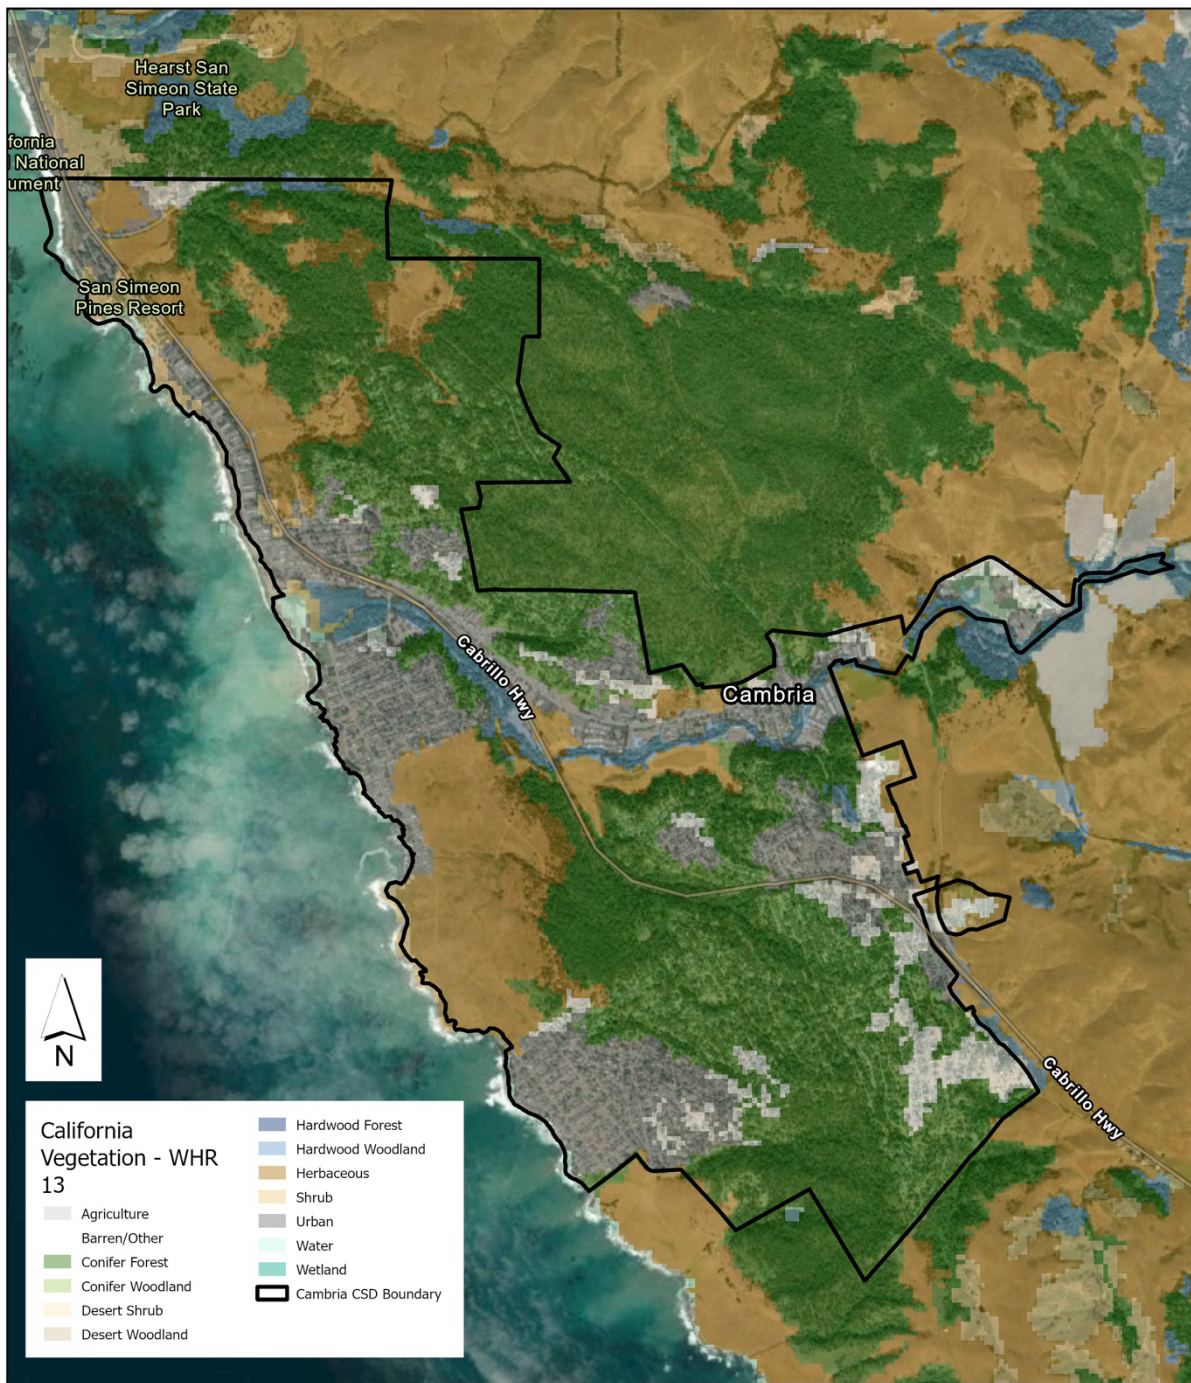 Hearst San
Simeon State
Park
fornia
National
ument
San Simeon
Pines Resort
Cabrillo Hwy
Cambria
Cabrillo Hwy
N
California
Vegetation - WHR
13
Agriculture
Barren/Other
Conifer Forest
Conifer Woodland
Desert Shrub
Desert Woodland
Hardwood Forest
Hardwood Woodland
Herbaceous
Shrub
Urban
Water
Wetland
Cambria CSD Boundary